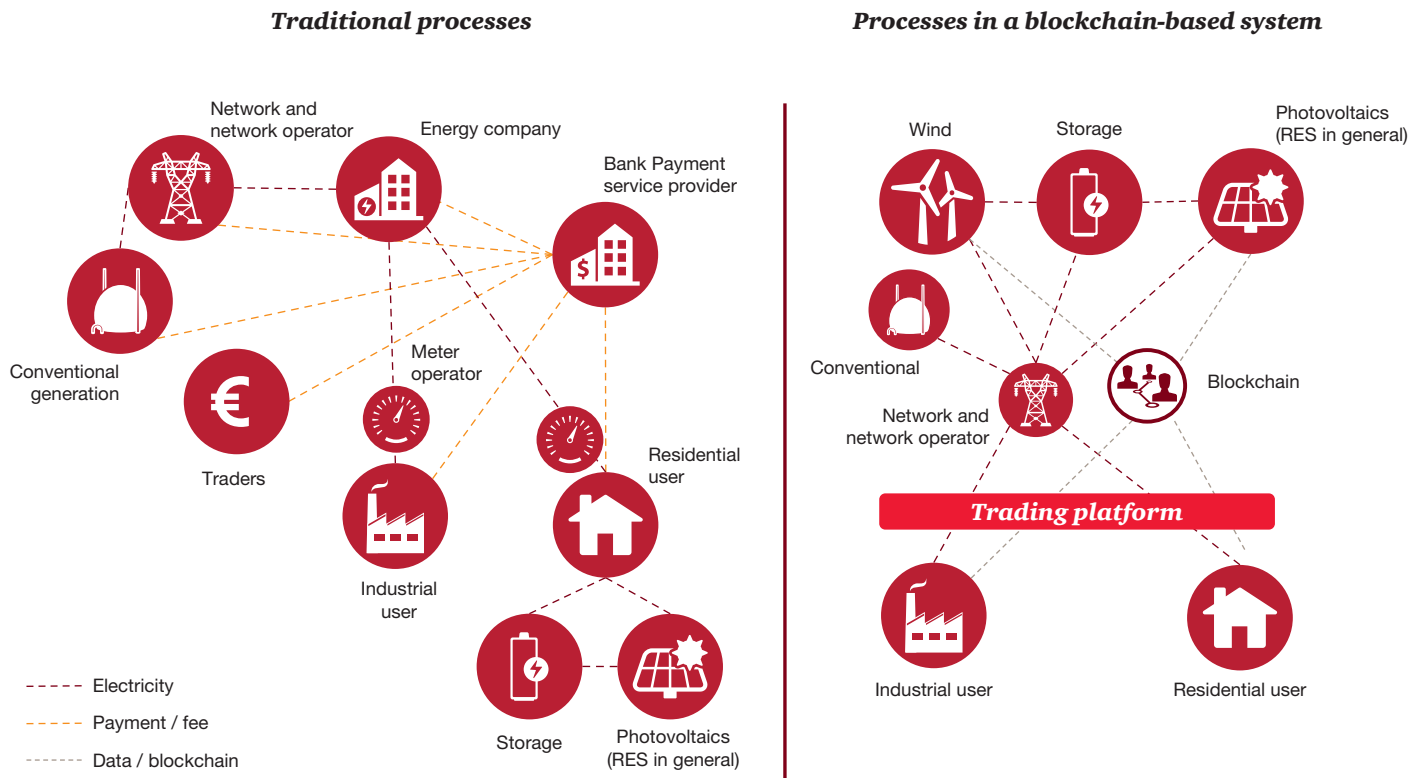 Traditional processes
Network and
network operator
Energy company
Bank Payment
service provider
$
Conventional
generation
€
Traders
Meter
operator
Industrial
user
Residential
user
Storage
Photovoltaics
(RES in general)
Electricity
Payment / fee
Data / blockchain
Processes in a blockchain-based system
Wind
Storage
Photovoltaics
(RES in general)
Conventional
Network and
network operator
Blockchain
Trading platform
Industrial user
Residential user